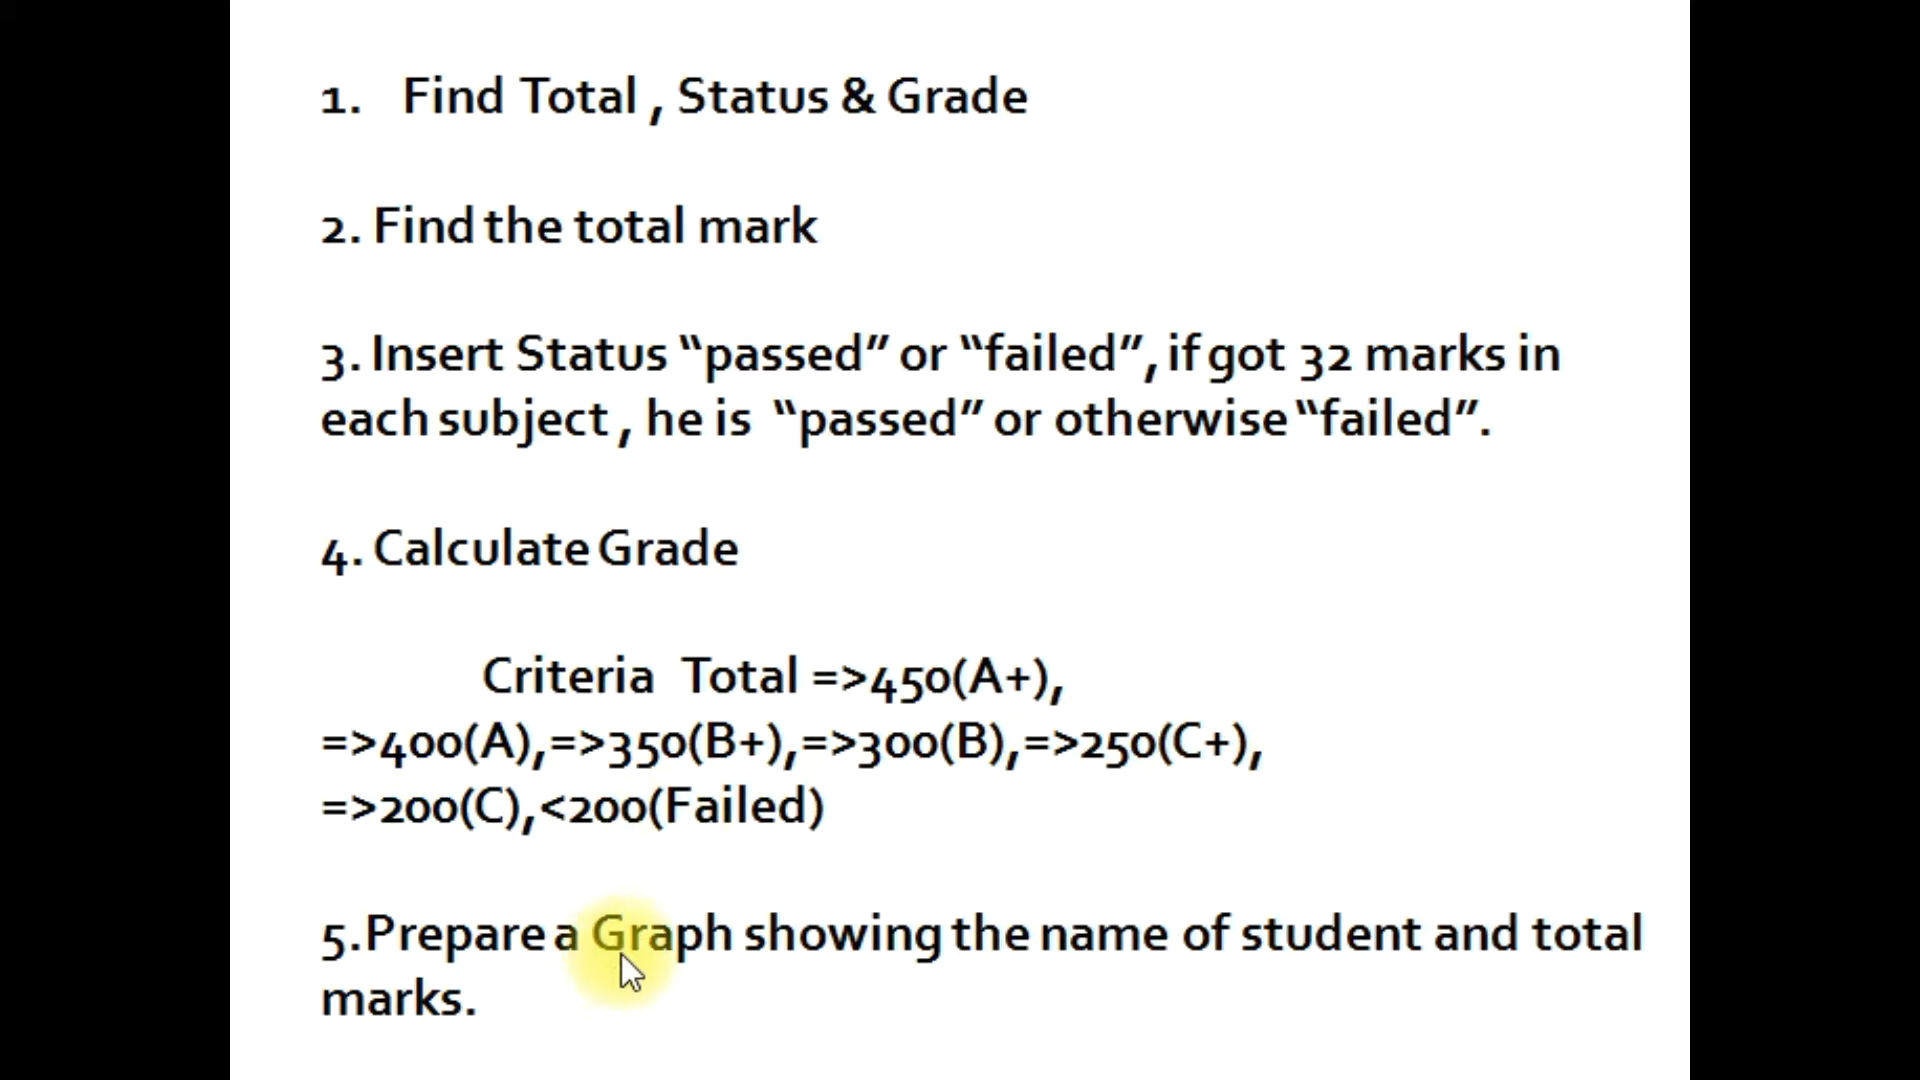 1. Find Total , Status & Grade
2. Find the total mark
3. Insert Status “passed” or “failed”, if got 32 marks in
each subject , he is “passed” or otherwise “failed”.
4. Calculate Grade
Criteria Total =>450(A+),
=>400(A),=>350(B+),=>300(B),=>250(C+),
=>200(C),<200(Failed)
5.Prepare a Graph showing the name of student and total
marks.